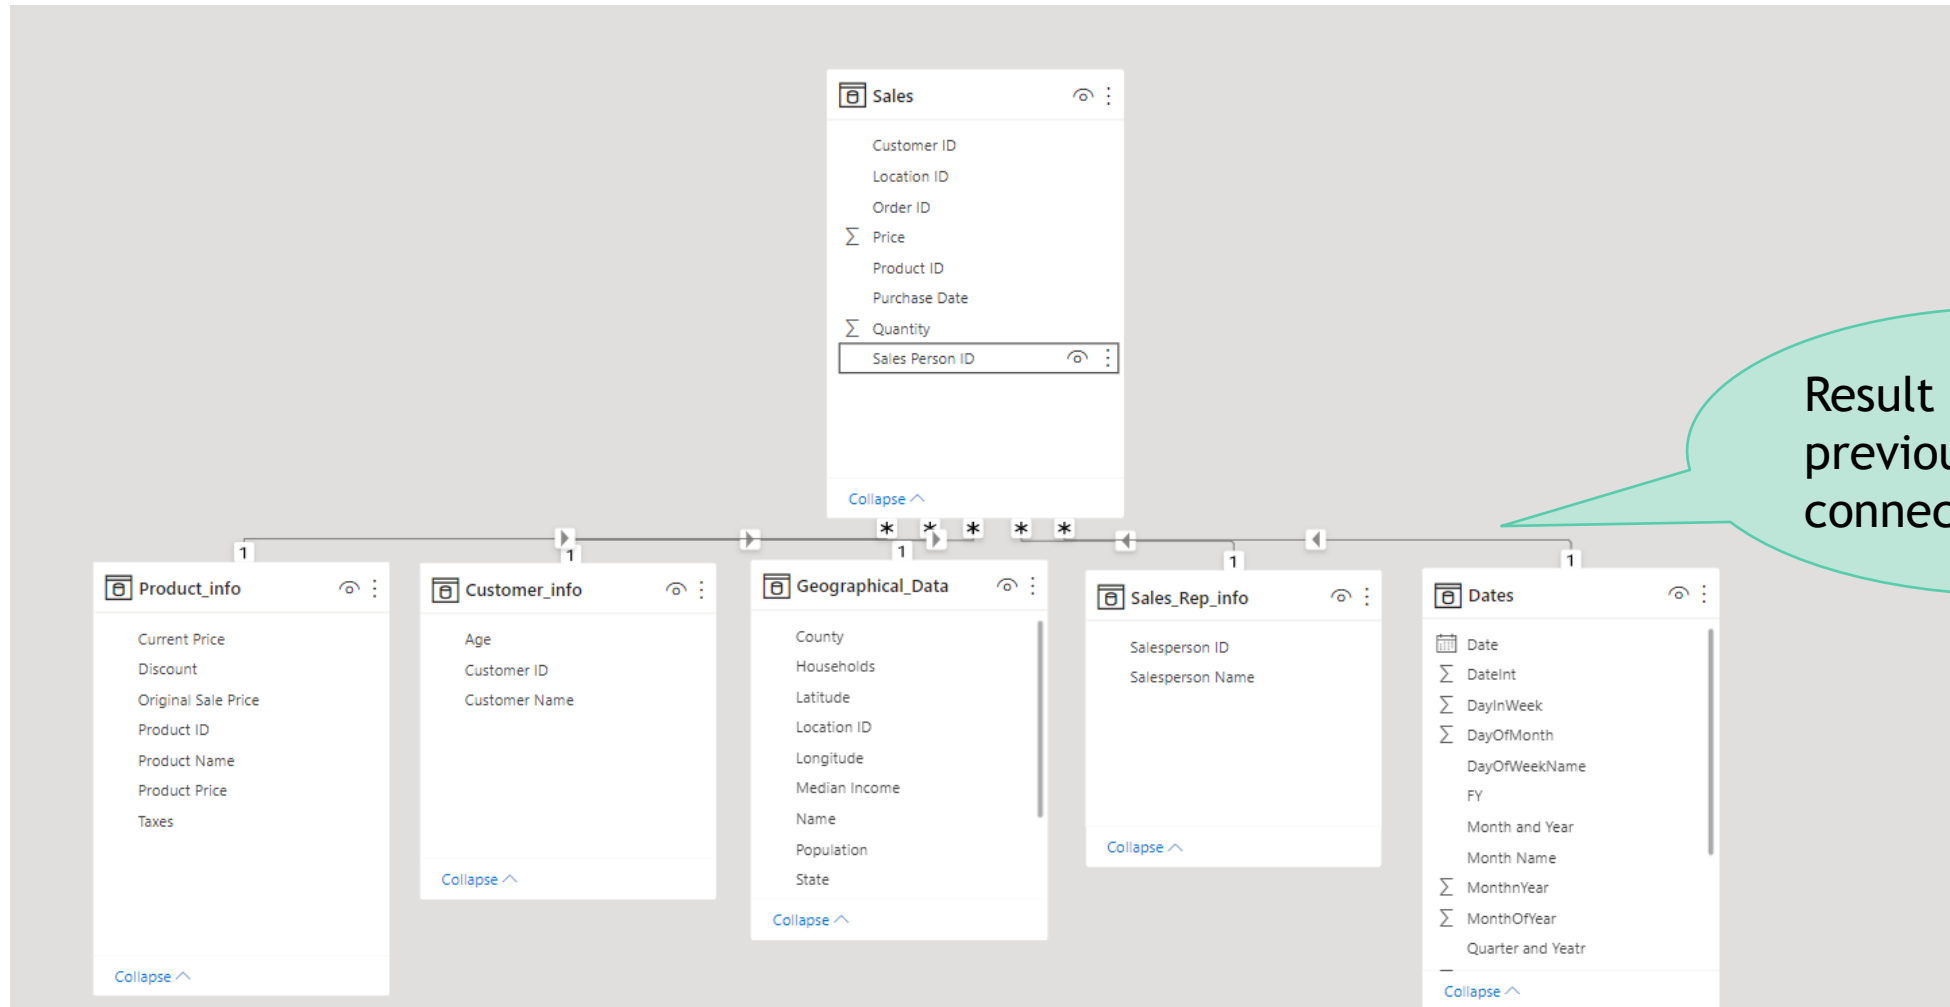 Sales
Customer ID
Location ID
Order ID
Price
Product ID
Purchase Date
Quantity
Sales Person ID
Collapse
Result
connec
* * * * *
1 1 1 1 1
Product_info
Current Price
Discount
Original Sale Price
Product ID
Product Name
Product Price
Taxes
Collapse
Customer_info
Age
Customer ID
Customer Name
Collapse
Geographical_Data
County
Households
Latitude
Location ID
Longitude
Median Income
Name
Population
State
Collapse
Sales_Rep_info
Salesperson ID
Salesperson Name
Collapse
Dates
Date
DateInt
DayInWeek
DayOfMonth
DayOfWeekName
FY
Month and Year
Month Name
MonthnYear
MonthOfYear
Quarter and Yeatr
Collapse